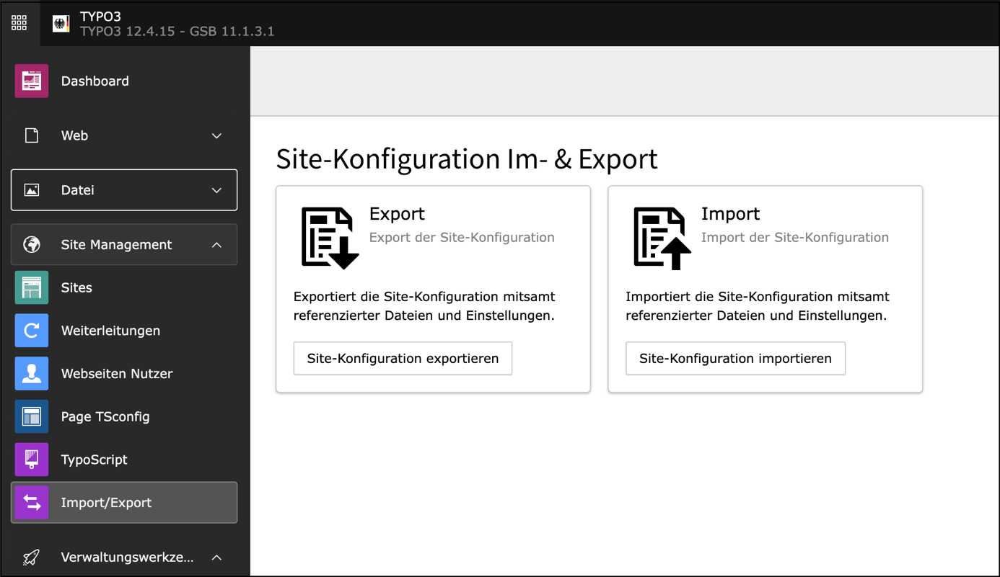 TYPO3
TYPO3 12.4.15 - GSB 11.1.3.1
Dashboard
Web
Datei
Site Management
Sites
Weiterleitungen
Webseiten Nutzer
Page TSconfig
TypoScript
Import/Export
Verwaltungswerkze...
Site-Konfiguration Im- & Export
Export
Export der Site-Konfiguration
Exportiert die Site-Konfiguration mitsamt
referenzierter Dateien und Einstellungen.
Site-Konfiguration exportieren
Import
Import der Site-Konfiguration
Importiert die Site-Konfiguration mitsamt
referenzierter Dateien und Einstellungen.
Site-Konfiguration importieren